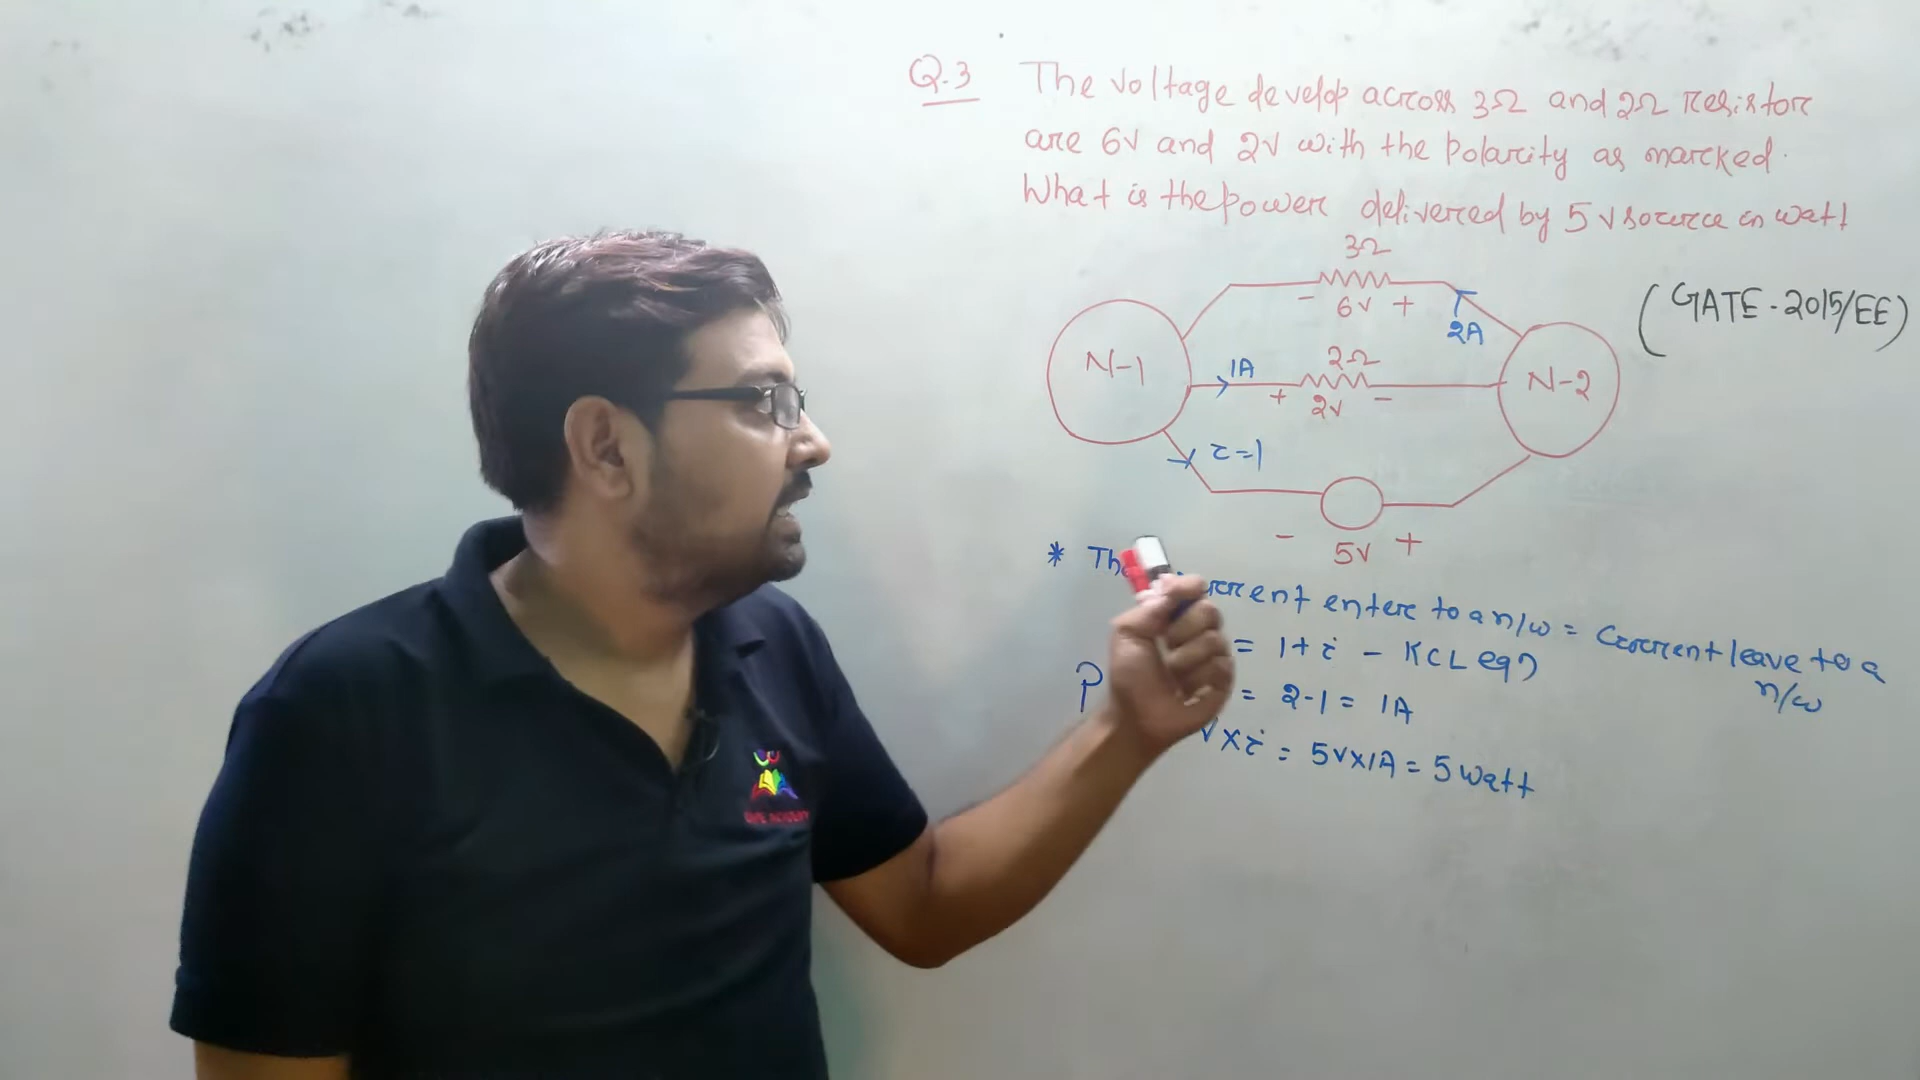 Q.3 The voltage develop across 3Ω and 2Ω resistor
are 6V and 2V with the polarity as marked.
What is the power delivered by 5V source in watt
(GATE-2015/EE)
3Ω
- 6V +
2A
N-1
1A
2Ω
+ 2V -
N-2
i=1
- 5V +
* enter to a n/w = Current leave to a
n/w
= 1+i - KCL eqn
P = 2-1 = 1A
V×i = 5V×1A = 5 watt